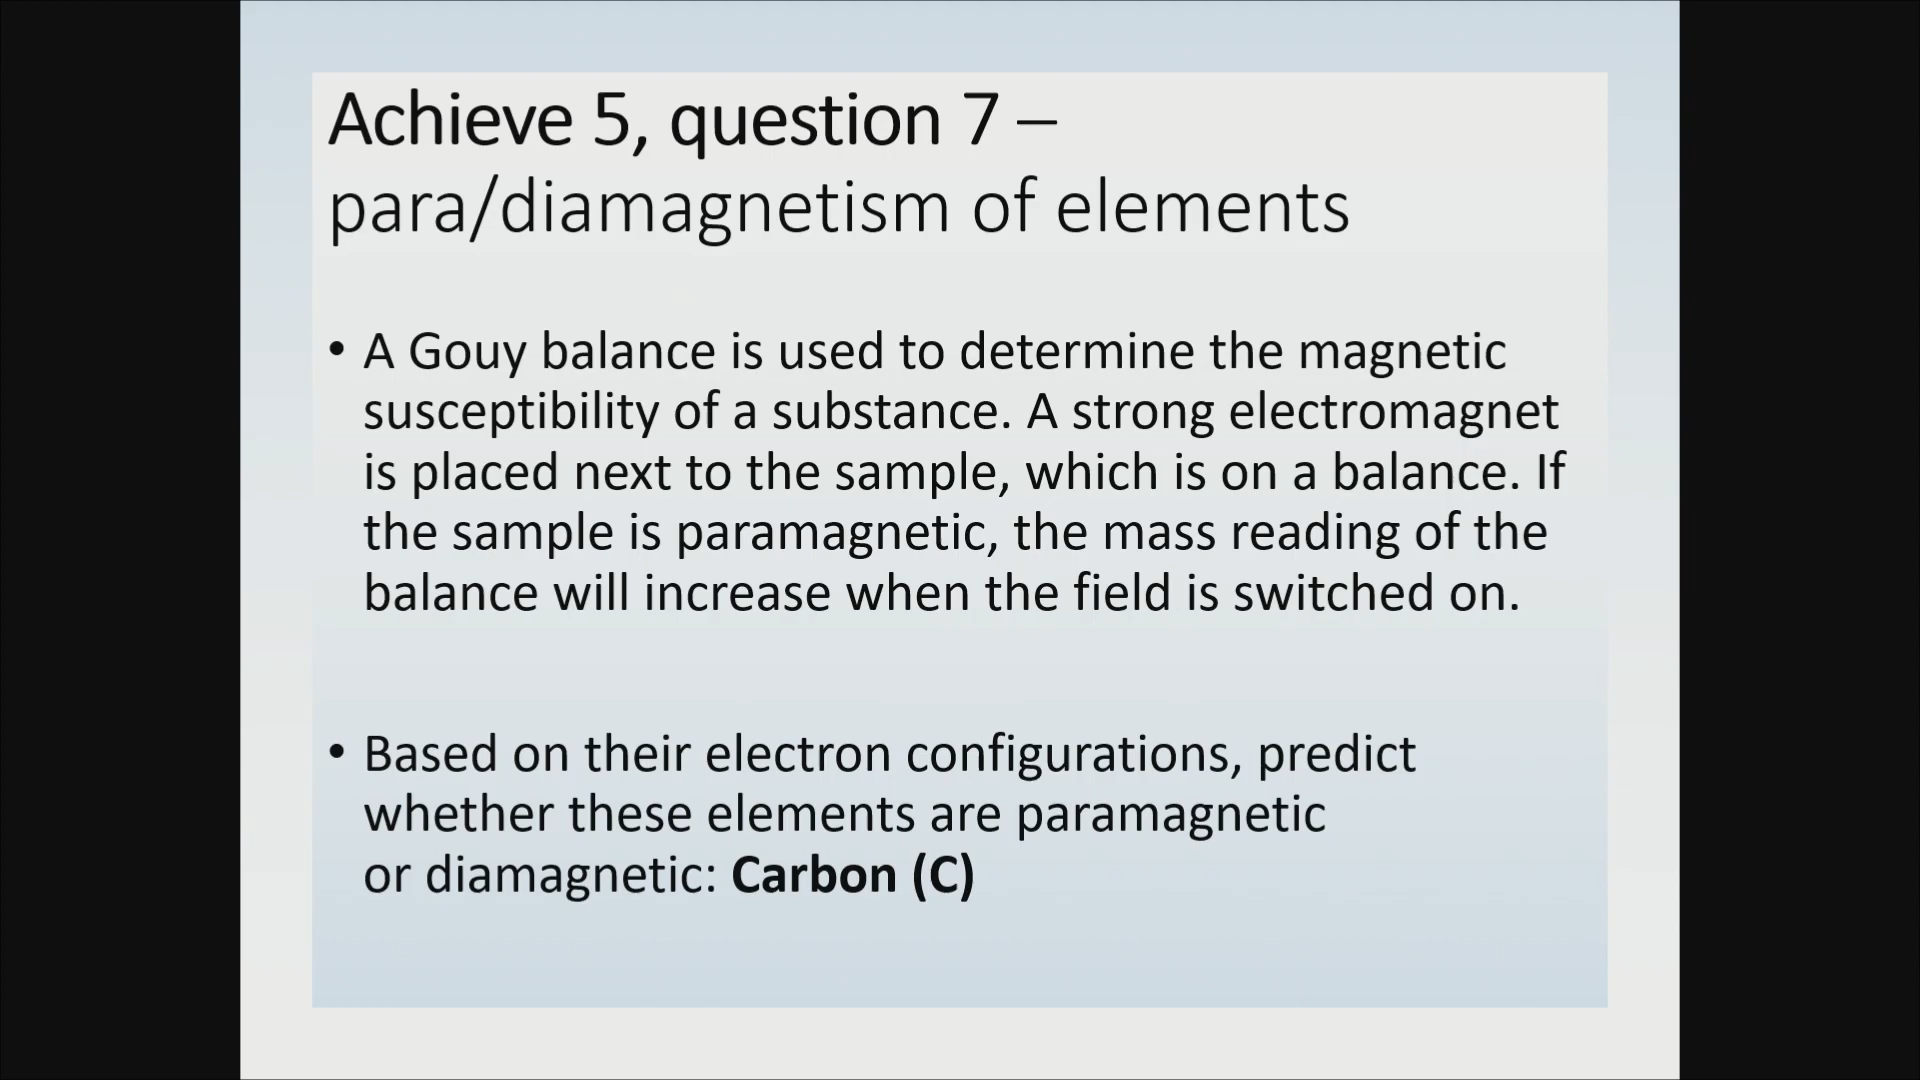 Achieve 5, question 7 –
para/diamagnetism of elements
• A Gouy balance is used to determine the magnetic
susceptibility of a substance. A strong electromagnet
is placed next to the sample, which is on a balance. If
the sample is paramagnetic, the mass reading of the
balance will increase when the field is switched on.
• Based on their electron configurations, predict
whether these elements are paramagnetic
or diamagnetic: Carbon (C)